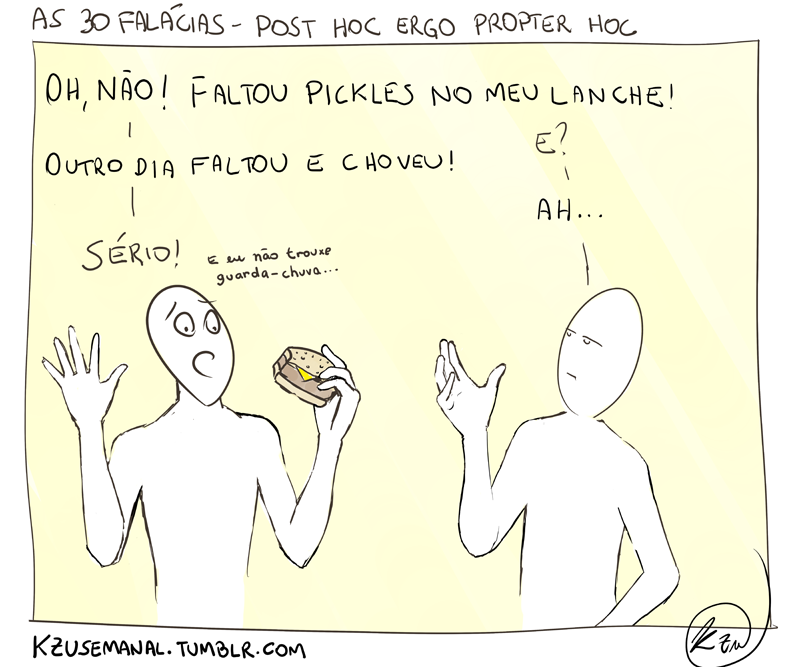 AS 30 FALÁCIAS - POST HOC ERGO PROPTER HOC
OH, NÃO! FALTOU PICKLES NO MEU LANCHE!
E?
OUTRO DIA FALTOU E CHOVEU!
AH...
SÉRIO!
E eu não trouxe
guarda-chuva...
KZUSEMANAL.TUMBLR.COM
Kzu